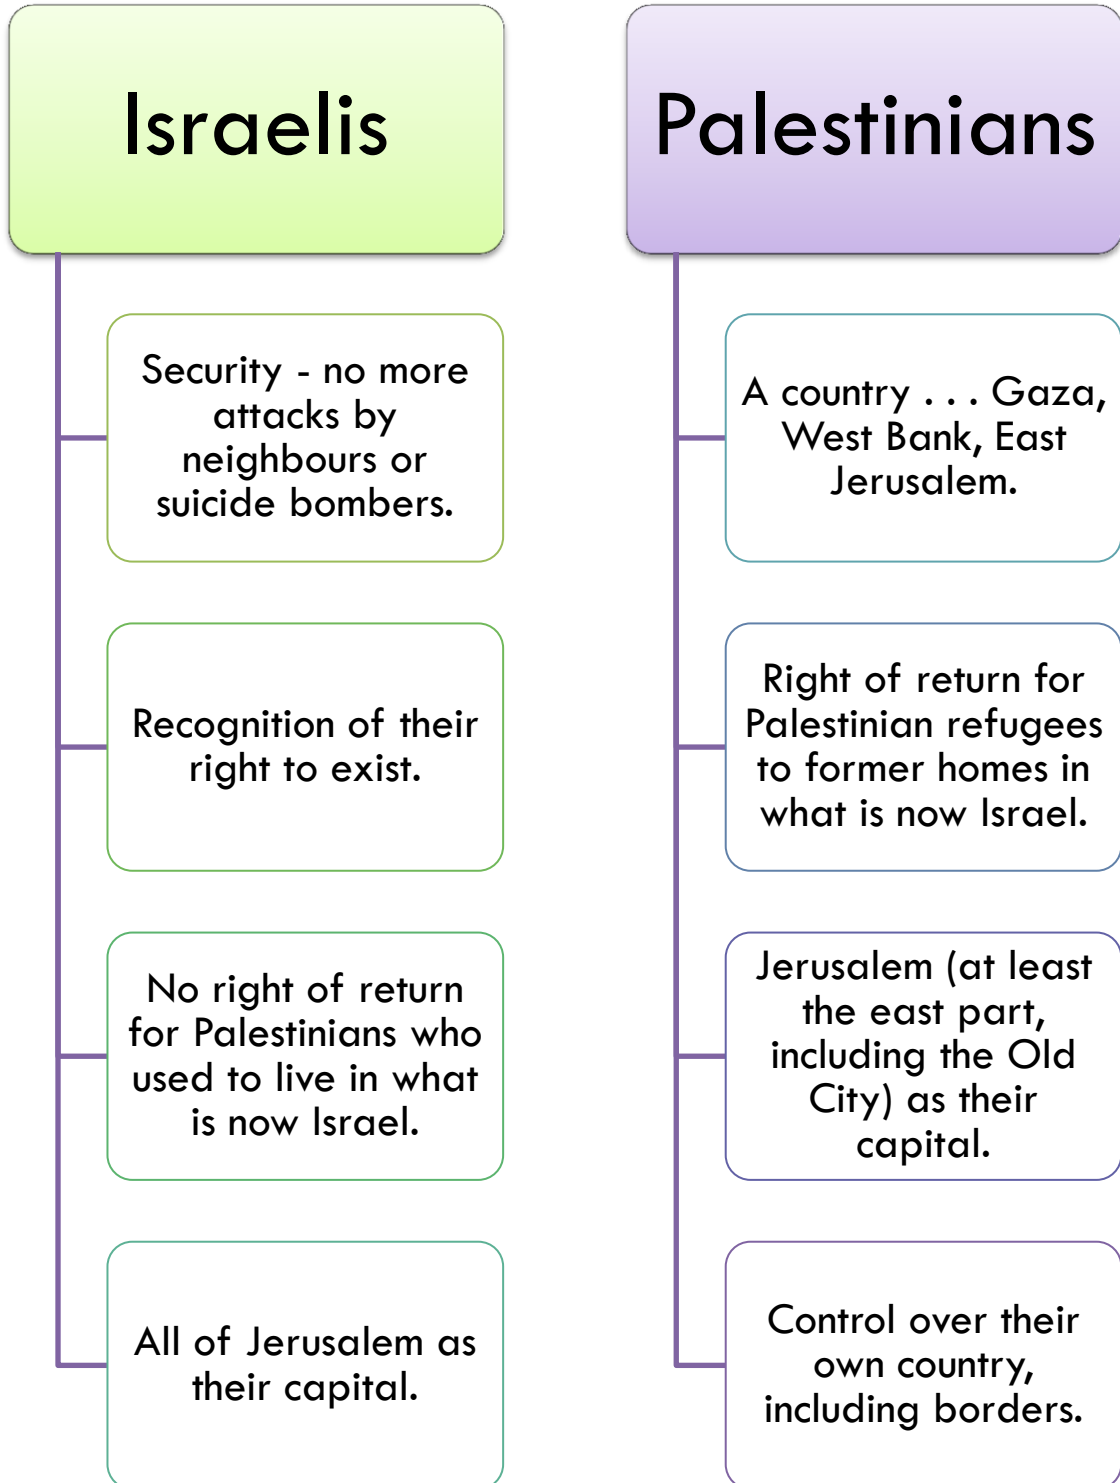 Israelis
Security - no more
attacks by
neighbours or
suicide bombers.
Recognition of their
right to exist.
No right of return
for Palestinians who
used to live in what
is now Israel.
All of Jerusalem as
their capital.
Palestinians
A country . . . Gaza,
West Bank, East
Jerusalem.
Right of return for
Palestinian refugees
to former homes in
what is now Israel.
Jerusalem (at least
the east part,
including the Old
City) as their
capital.
Control over their
own country,
including borders.